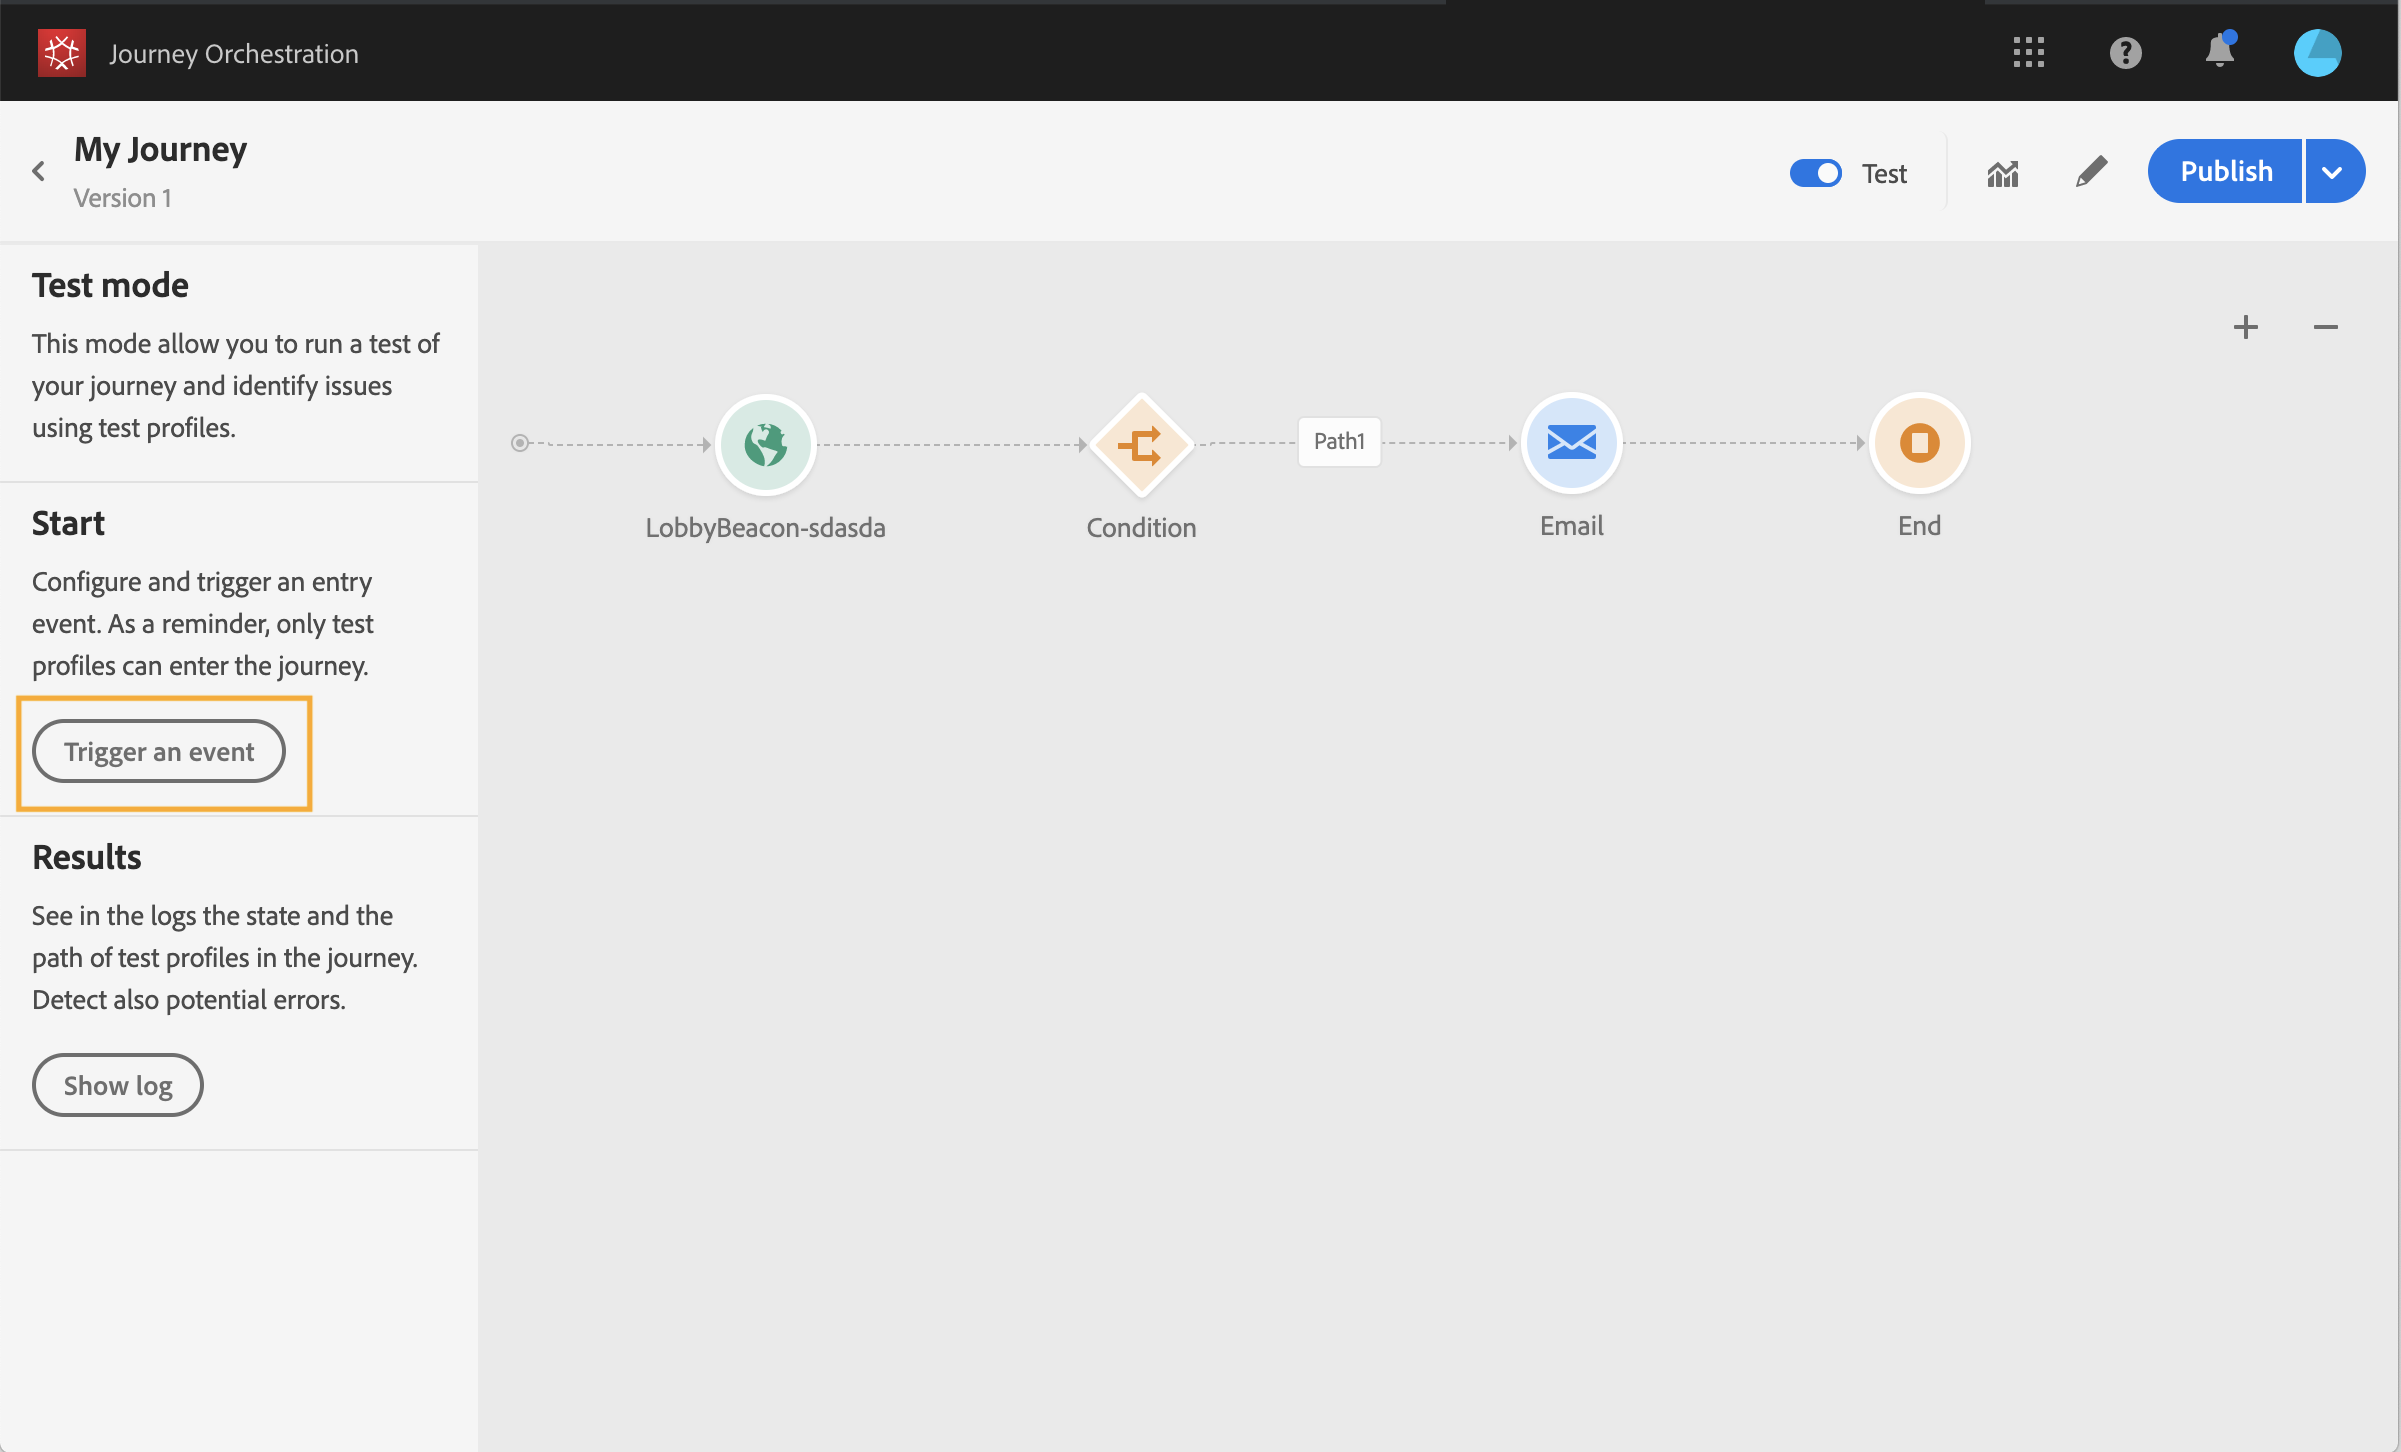 Journey Orchestration
My Journey
Version 1
Test
Publish
Test mode
This mode allow you to run a test of
your journey and identify issues
using test profiles.
Start
Configure and trigger an entry
event. As a reminder, only test
profiles can enter the journey.
Trigger an event
Results
See in the logs the state and the
path of test profiles in the journey.
Detect also potential errors.
Show log
Path1
LobbyBeacon-sdasda
Condition
Email
End